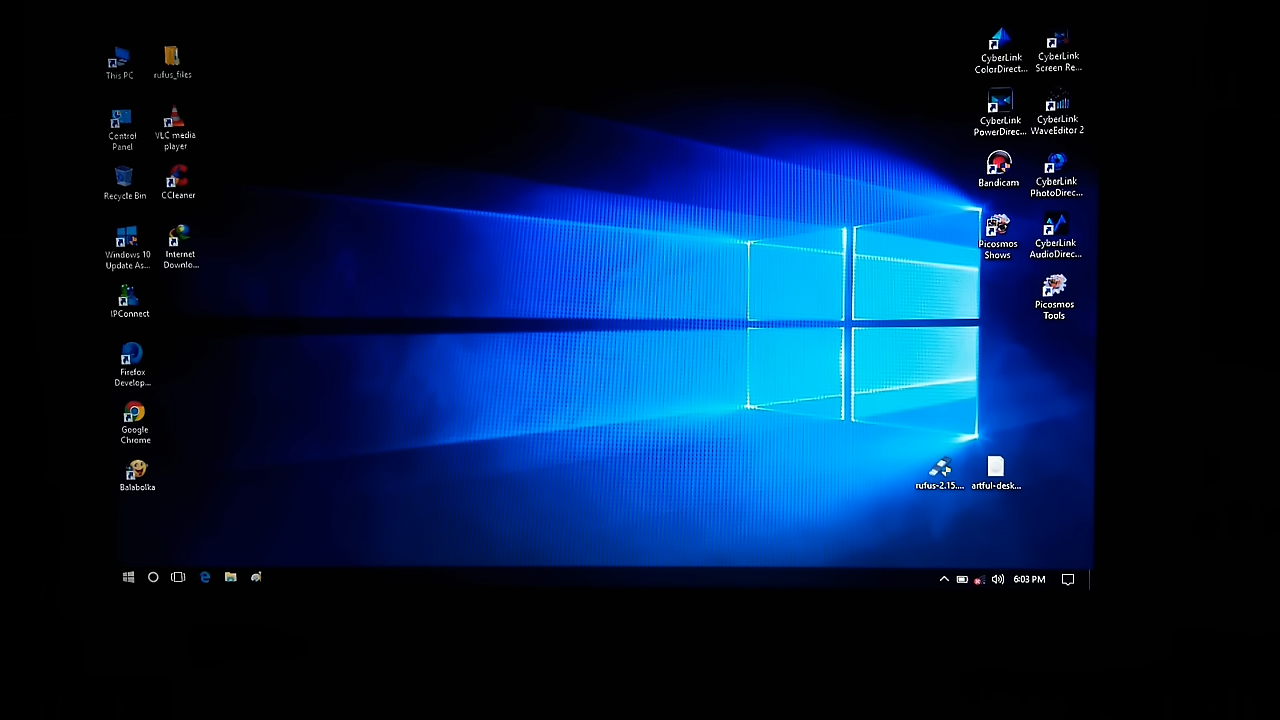 This PC
rufus_files
Control
Panel
VLC media
player
Recycle Bin
CCleaner
Windows 10
Update As...
Internet
Downlo...
IPConnect
Firefox
Develop...
Google
Chrome
Balabolka
CyberLink
ColorDirect...
CyberLink
Screen Re...
CyberLink
PowerDirec...
CyberLink
WaveEditor 2
Bandicam
CyberLink
PhotoDirec...
Picosmos
Shows
CyberLink
AudioDirec...
Picosmos
Tools
rufus-2.15....
artful-desk...
6:03 PM